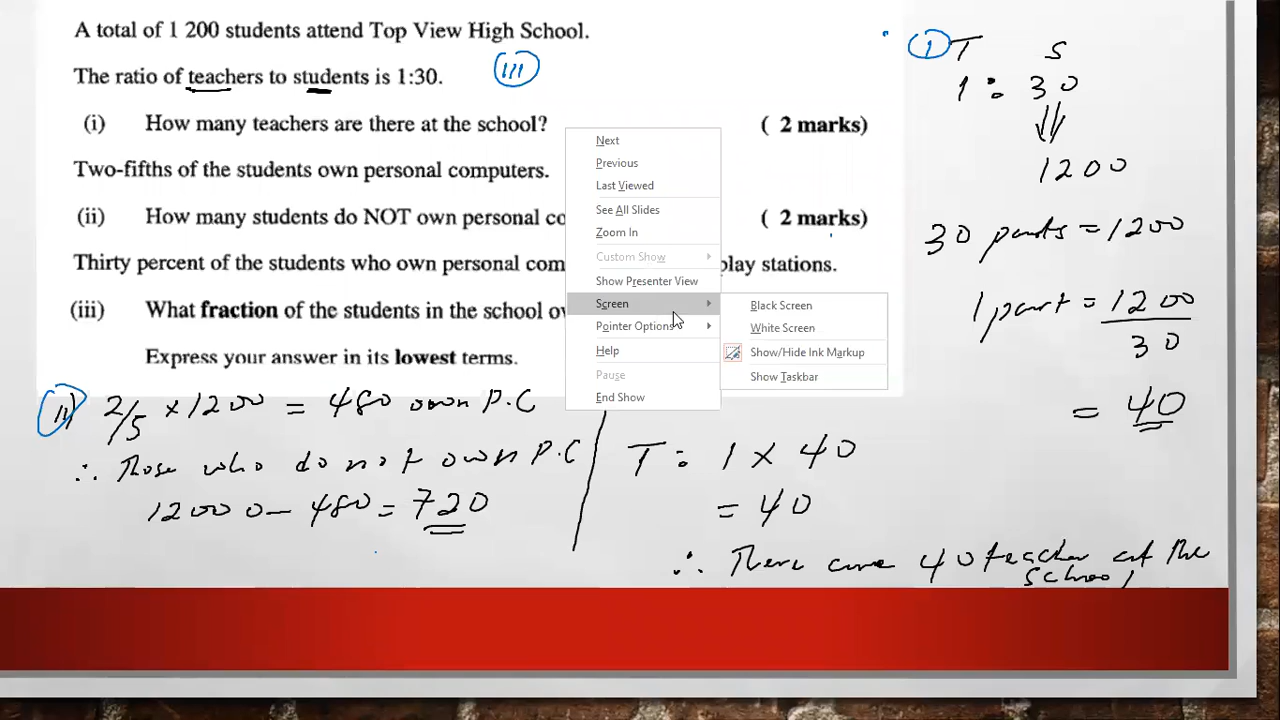 A total of 1 200 students attend Top View High School.
The ratio of teachers to students is 1:30.
III
(i) How many teachers are there at the school? ( 2 marks)
Two-fifths of the students own personal computers.
(ii) How many students do NOT own personal co ( 2 marks)
Thirty percent of the students who own personal com play stations.
(iii) What fraction of the students in the school ov
Express your answer in its lowest terms.
Next
Previous
Last Viewed
See All Slides
Zoom In
Custom Show
Show Presenter View
Screen
Pointer Options
Help
Pause
End Show
Black Screen
White Screen
Show/Hide Ink Markup
Show Taskbar
i T S
1 : 30
1200
30 parts = 1200
1 part = 1200
30
= 40
II) 2/5 x 1200 = 480 own P.C
∴ Those who do not own P.C
12000 - 480 = 720
T : 1 x 40
= 40
∴ There are 40 teacher at the
school